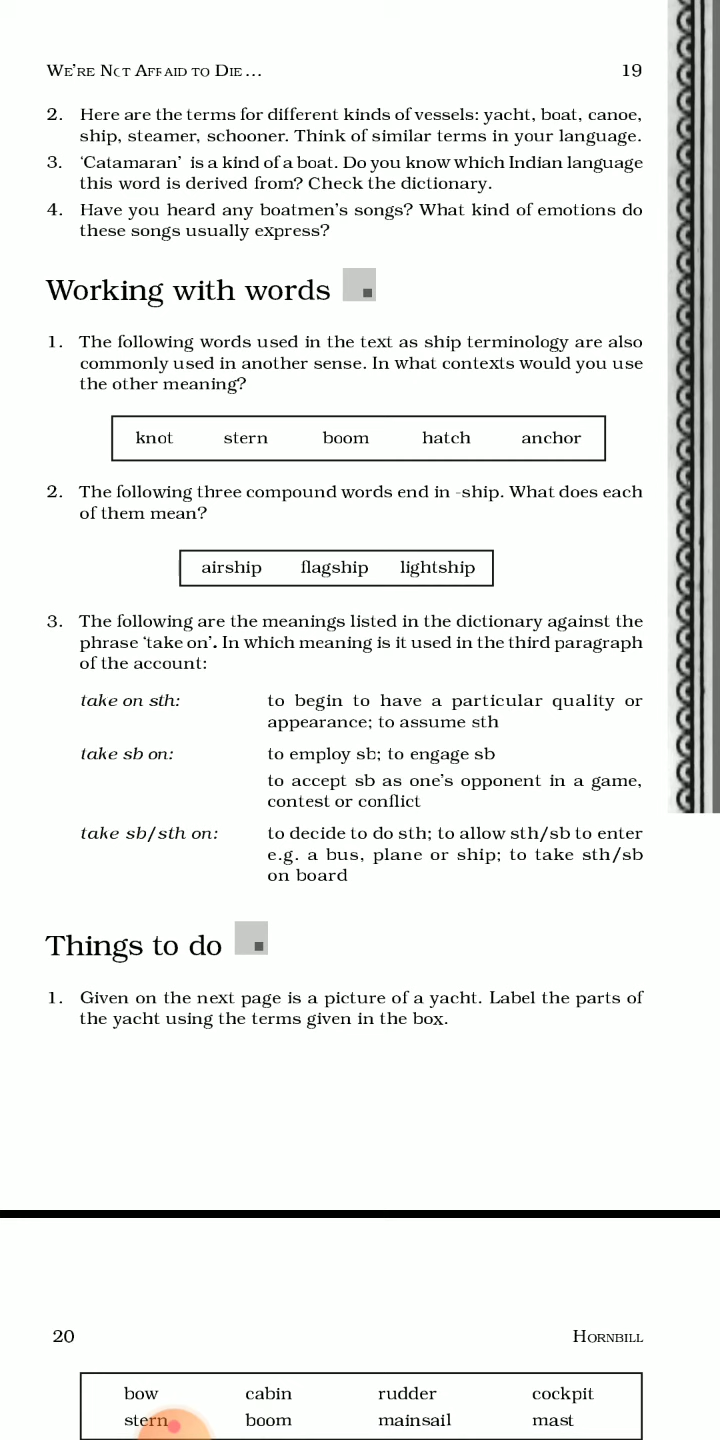 WE'RE NOT AFFAID TO DIE... 19
2. Here are the terms for different kinds of vessels: yacht, boat, canoe,
ship, steamer, schooner. Think of similar terms in your language.
3. 'Catamaran' is a kind of a boat. Do you know which Indian language
this word is derived from? Check the dictionary.
4. Have you heard any boatmen's songs? What kind of emotions do
these songs usually express?
Working with words
1. The following words used in the text as ship terminology are also
commonly used in another sense. In what contexts would you use
the other meaning?
knot stern boom hatch anchor
2. The following three compound words end in -ship. What does each
of them mean?
airship flagship lightship
3. The following are the meanings listed in the dictionary against the
phrase 'take on'. In which meaning is it used in the third paragraph
of the account:
take on sth: to begin to have a particular quality or
appearance; to assume sth
take sb on: to employ sb; to engage sb
to accept sb as one's opponent in a game,
contest or conflict
take sb/sth on: to decide to do sth; to allow sth/sb to enter
e.g. a bus, plane or ship; to take sth/sb
on board
Things to do
1. Given on the next page is a picture of a yacht. Label the parts of
the yacht using the terms given in the box.
20 HORNBILL
bow cabin rudder cockpit
stern boom mainsail mast